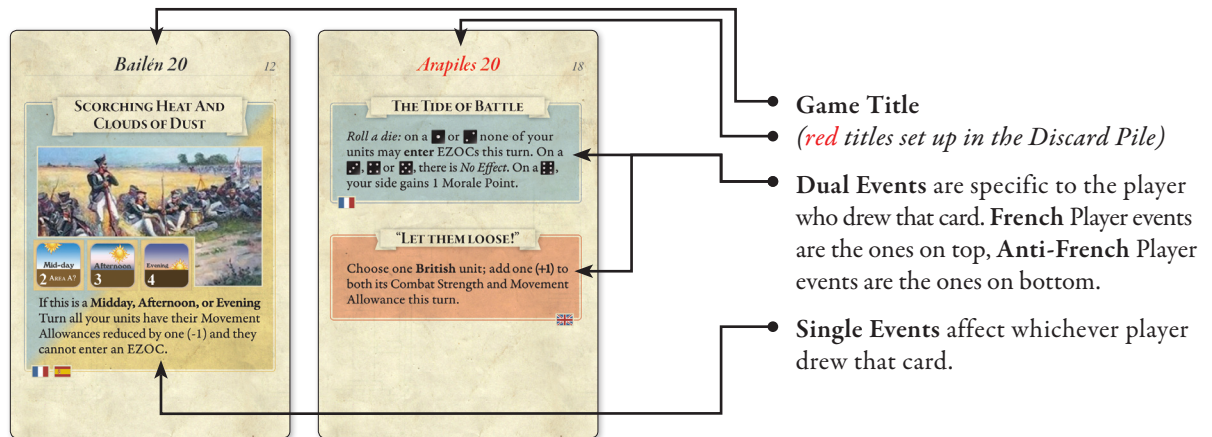 Bailén 20
12
SCORCHING HEAT AND
CLOUDS OF DUST
Mid-day
2 AREA A?
Afternoon
3
Evening
4
If this is a Midday, Afternoon, or Evening
Turn all your units have their Movement
Allowances reduced by one (-1) and they
cannot enter an EZOC.
Arapiles 20
18
THE TIDE OF BATTLE
Roll a die: on a ⚀ or ⚁ none of your
units may enter EZOCs this turn. On a
⚂, ⚃ or ⚄, there is No Effect. On a ⚅,
your side gains 1 Morale Point.
"LET THEM LOOSE!"
Choose one British unit; add one (+1) to
both its Combat Strength and Movement
Allowance this turn.
Game Title
(red titles set up in the Discard Pile)
Dual Events are specific to the player
who drew that card. French Player events
are the ones on top, Anti-French Player
events are the ones on bottom.
Single Events affect whichever player
drew that card.